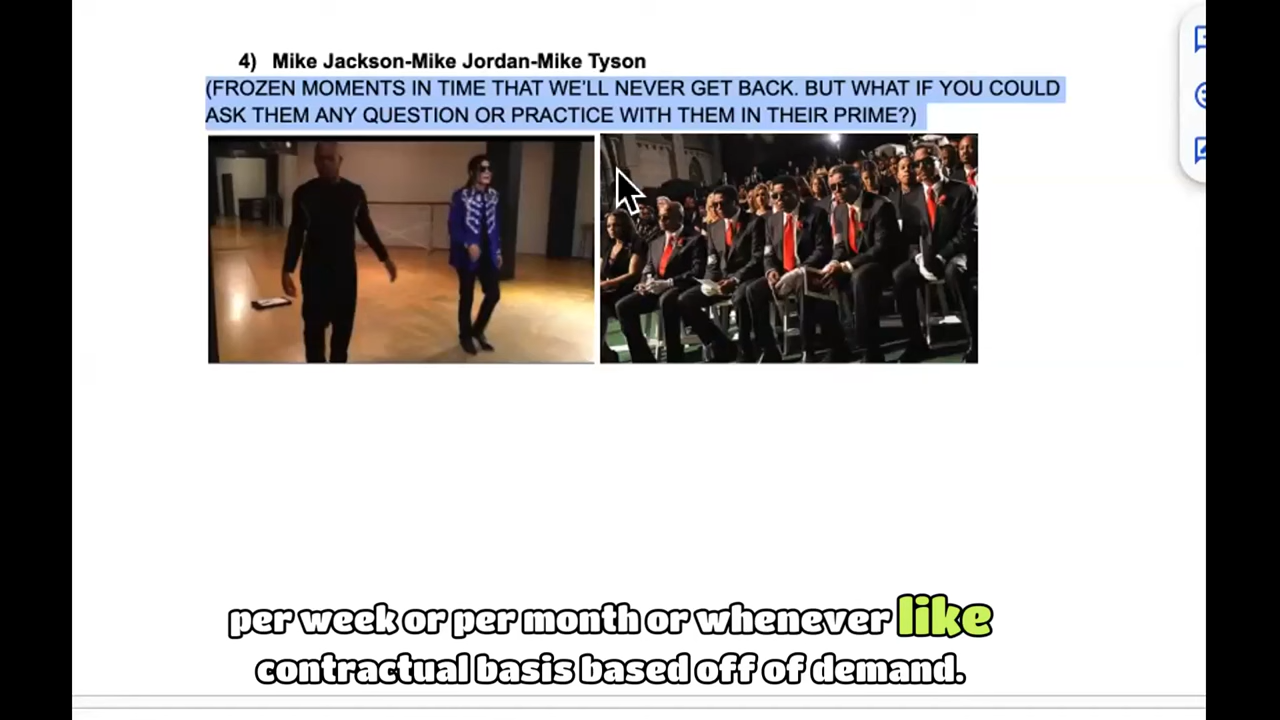 4) Mike Jackson-Mike Jordan-Mike Tyson
(FROZEN MOMENTS IN TIME THAT WE'LL NEVER GET BACK. BUT WHAT IF YOU COULD
ASK THEM ANY QUESTION OR PRACTICE WITH THEM IN THEIR PRIME?)
per week or per month or whenever like
contractual basis based off of demand.